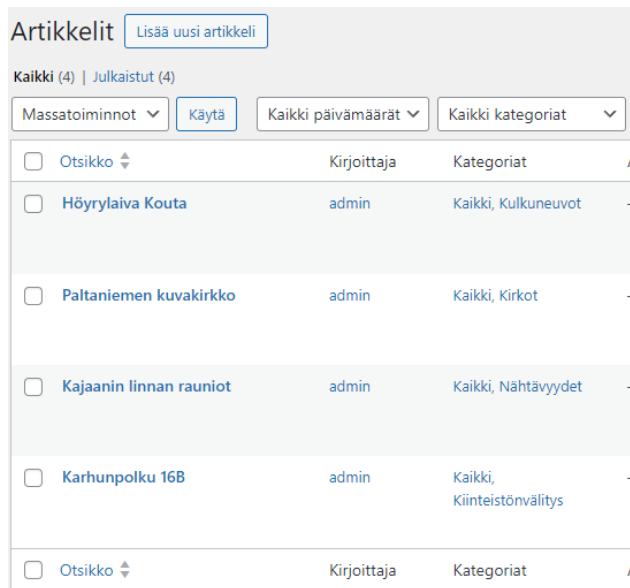 Artikkelit Lisää uusi artikkeli
Kaikki (4) | Julkaistut (4)
Massatoiminnot Käytä Kaikki päivämäärät Kaikki kategoriat
Otsikko Kirjoittaja Kategoriat
Höyrylaiva Kouta admin Kaikki, Kulkuneuvot
Paltaniemen kuvakirkko admin Kaikki, Kirkot
Kajaanin linnan rauniot admin Kaikki, Nähtävyydet
Karhunpolku 16B admin Kaikki,
Kiinteistönvälitys
Otsikko Kirjoittaja Kategoriat